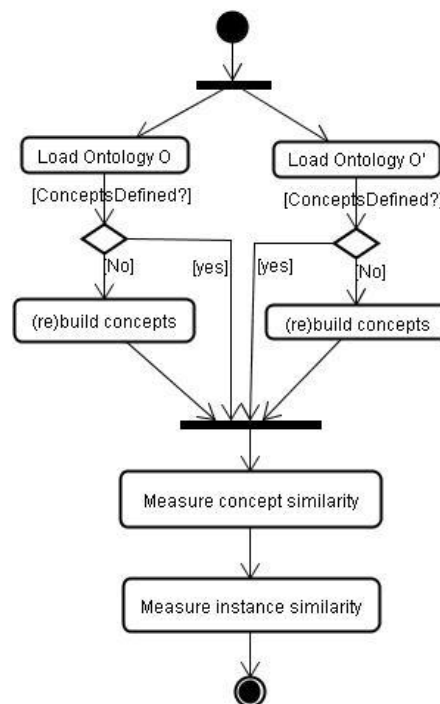 Load Ontology O
Load Ontology O'
[ConceptsDefined?]
[ConceptsDefined?]
[No]
[yes]
[yes]
[No]
(re)build concepts
(re)build concepts
Measure concept similarity
Measure instance similarity